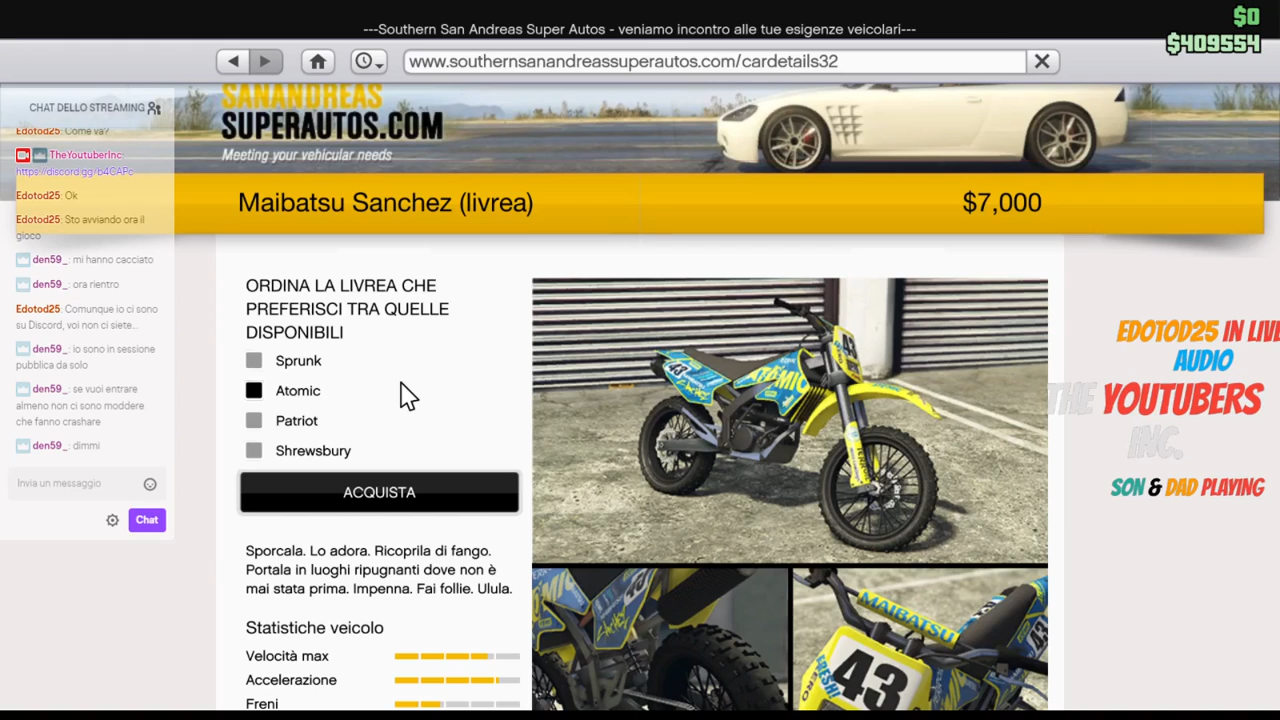 ---Southern San Andreas Super Autos - veniamo incontro alle tue esigenze veicolari---
$0
$409554
www.southernsanandreassuperautos.com/cardetails32
SANANDREAS
SUPERAUTOS.COM
Meeting your vehicular needs
CHAT DELLO STREAMING
Edotod25: Come va?
TheYoutuberInc:
https://discord.gg/b4CAPc
Edotod25: Ok
Edotod25: Sto avviando ora il
gioco
den59_: mi hanno cacciato
den59_: ora rientro
Edotod25: Comunque io ci sono
su Discord, voi non ci siete...
den59_: io sono in sessione
pubblica da solo
den59_: se vuoi entrare
almeno non ci sono moddere
che fanno crashare
den59_: dimmi
Invia un messaggio
Chat
Maibatsu Sanchez (livrea)
$7,000
ORDINA LA LIVREA CHE
PREFERISCI TRA QUELLE
DISPONIBILI
Sprunk
Atomic
Patriot
Shrewsbury
ACQUISTA
Sporcala. Lo adora. Ricoprila di fango.
Portala in luoghi ripugnanti dove non è
mai stata prima. Impenna. Fai follie. Ulula.
Statistiche veicolo
Velocità max
Accelerazione
Freni
43
MAIBATSU
43
43
EDOTOD25 IN LIV
AUDIO
THE YOUTUBERS
INC.
SON & DAD PLAYING